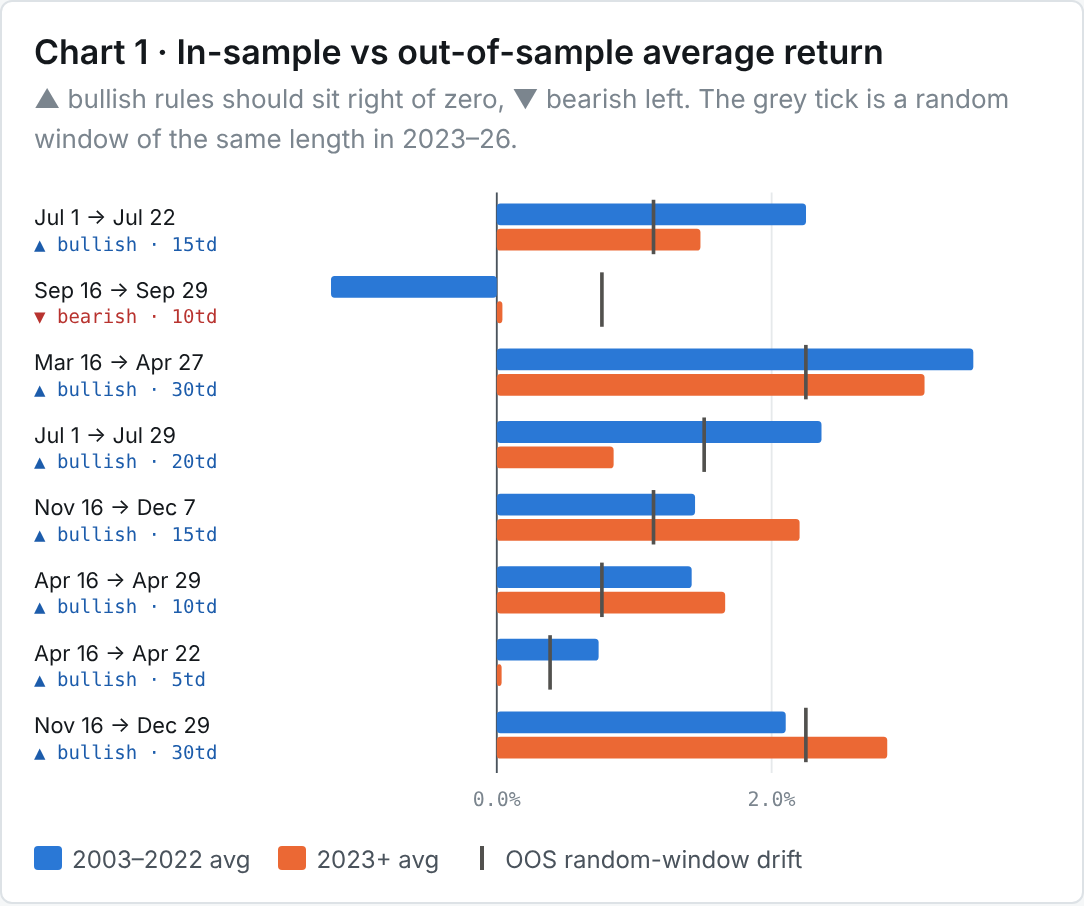 Chart 1 · In-sample vs out-of-sample average return
▲ bullish rules should sit right of zero, ▼ bearish left. The grey tick is a random
window of the same length in 2023–26.
Jul 1 → Jul 22
▲ bullish · 15td
Sep 16 → Sep 29
▼ bearish · 10td
Mar 16 → Apr 27
▲ bullish · 30td
Jul 1 → Jul 29
▲ bullish · 20td
Nov 16 → Dec 7
▲ bullish · 15td
Apr 16 → Apr 29
▲ bullish · 10td
Apr 16 → Apr 22
▲ bullish · 5td
Nov 16 → Dec 29
▲ bullish · 30td
0.0% 2.0%
2003–2022 avg 2023+ avg OOS random-window drift